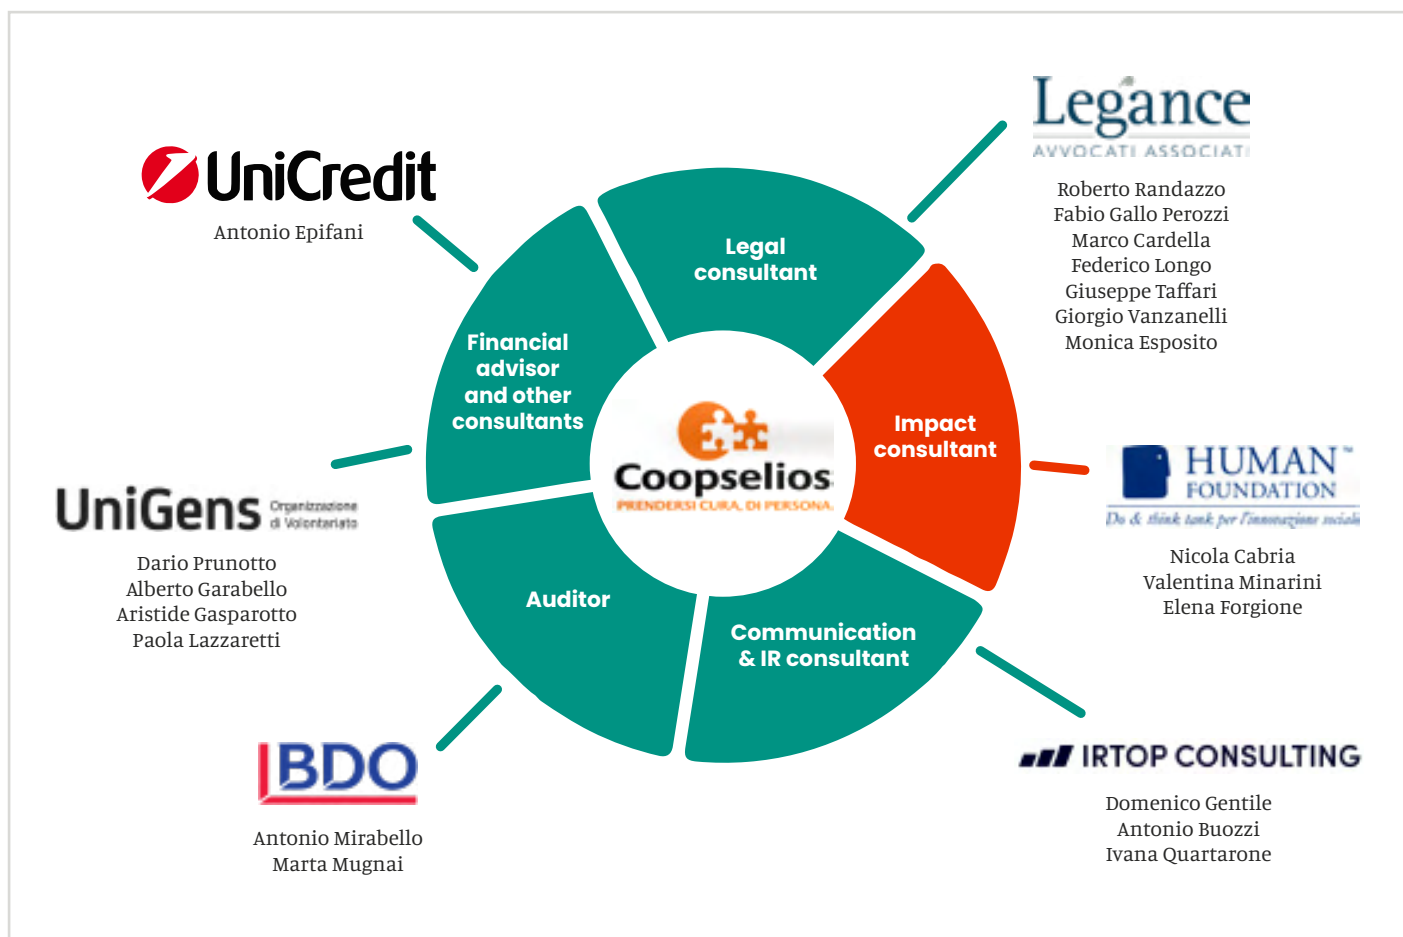 UniCredit
Antonio Epifani
Legance
AVVOCATI ASSOCIATI
Roberto Randazzo
Fabio Gallo Perozzi
Marco Cardella
Federico Longo
Giuseppe Taffari
Giorgio Vanzanelli
Monica Esposito
Legal
consultant
Financial
advisor
and other
consultants
Impact
consultant
Coopselios
PRENDERSI CURA, DI PERSONA.
UniGens
Organizzazione
di Volontariato
Dario Prunotto
Alberto Garabello
Aristide Gasparotto
Paola Lazzaretti
HUMAN™
FOUNDATION
Do & think tank per l'innovazione sociale
Nicola Cabria
Valentina Minarini
Elena Forgione
Auditor
Communication
& IR consultant
BDO
Antonio Mirabello
Marta Mugnai
IRTOP CONSULTING
Domenico Gentile
Antonio Buozzi
Ivana Quartarone